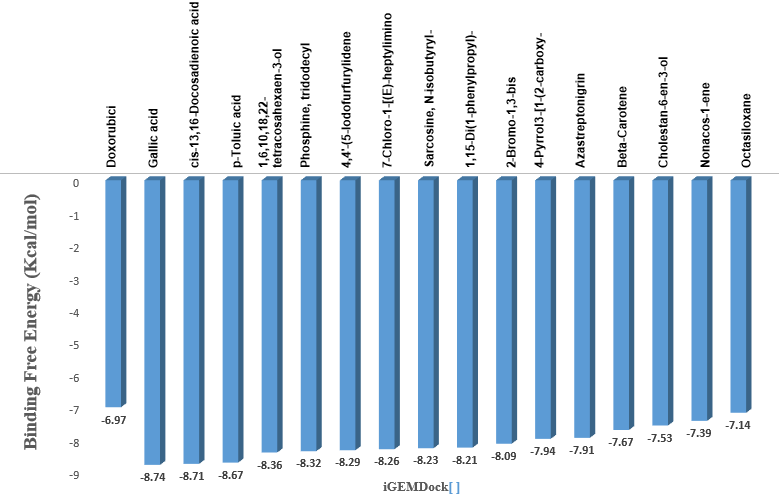 Doxorubici
Gallic acid
cis-13,16-Docosadienoic acid
p-Toluic acid
1,6,10,18,22-
tetracosahexaen-3-ol
Phosphine, tridodecyl
4,4'-(5-Iodofurfurylidene
7-Chloro-1-[(E)-heptylimino
Sarcosine, N-isobutyryl-
1,15-Di(1-phenylpropyl)-
2-Bromo-1,3-bis
4-Pyrrol3-[1-(2-carboxy-
Azastreptonigrin
Beta-Carotene
Cholestan-6-en-3-ol
Nonacos-1-ene
Octasiloxane
Binding Free Energy (Kcal/mol)
0
-1
-2
-3
-4
-5
-6
-7
-8
-9
-6.97
-8.74
-8.71
-8.67
-8.36
-8.32
-8.29
-8.26
-8.23
-8.21
-8.09
-7.94
-7.91
-7.67
-7.53
-7.39
-7.14
iGEMDock[ ]